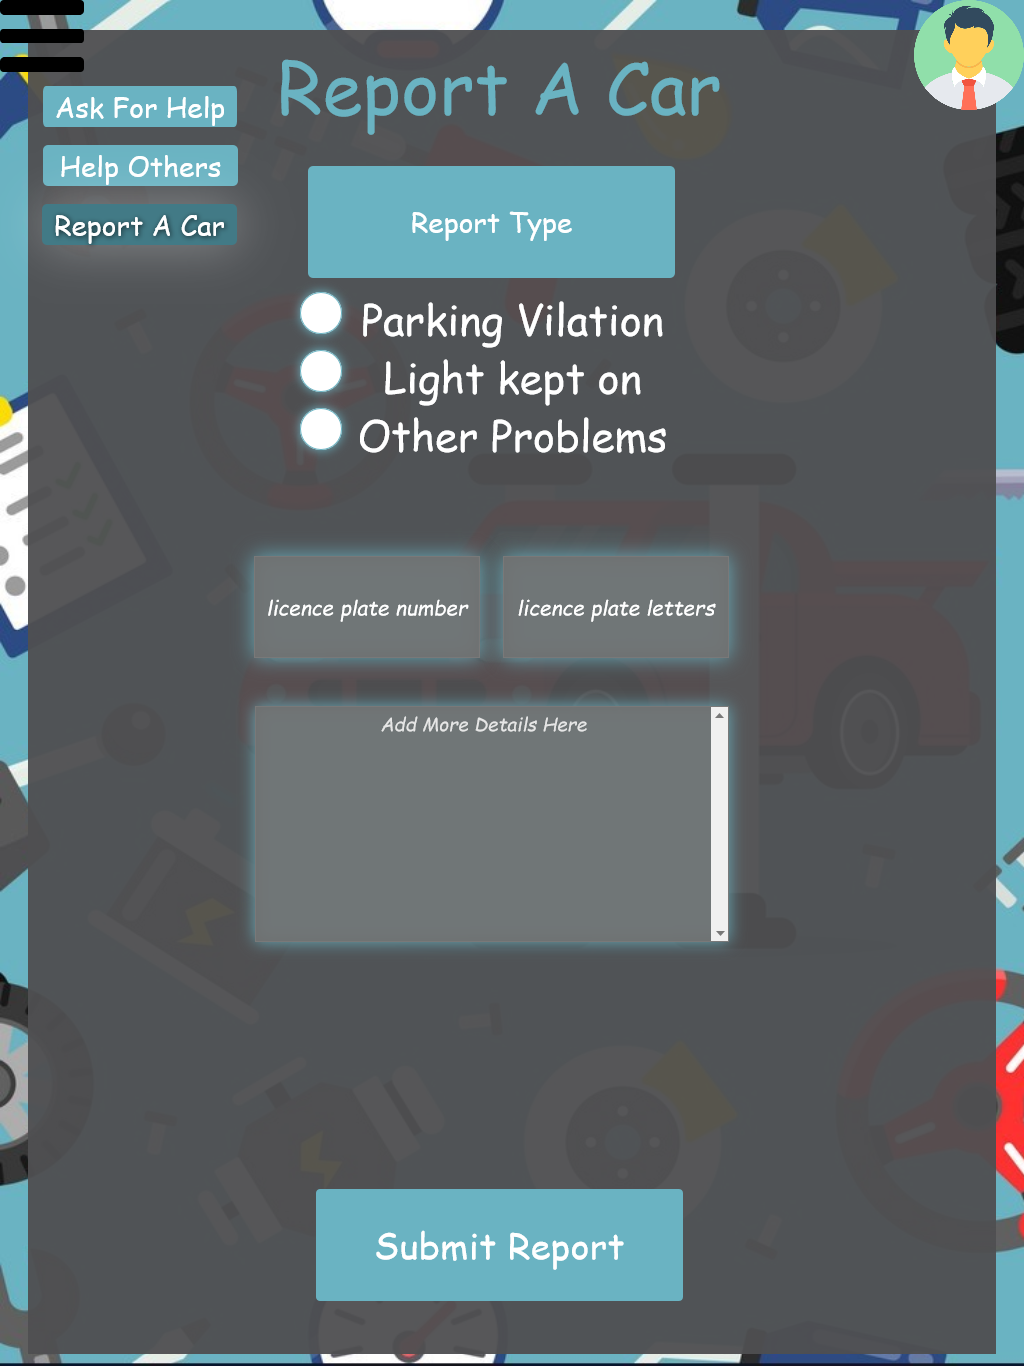 Report A Car
Ask For Help
Help Others
Report A Car
Report Type
Parking Vilation
Light kept on
Other Problems
licence plate number
licence plate letters
Add More Details Here
Submit Report